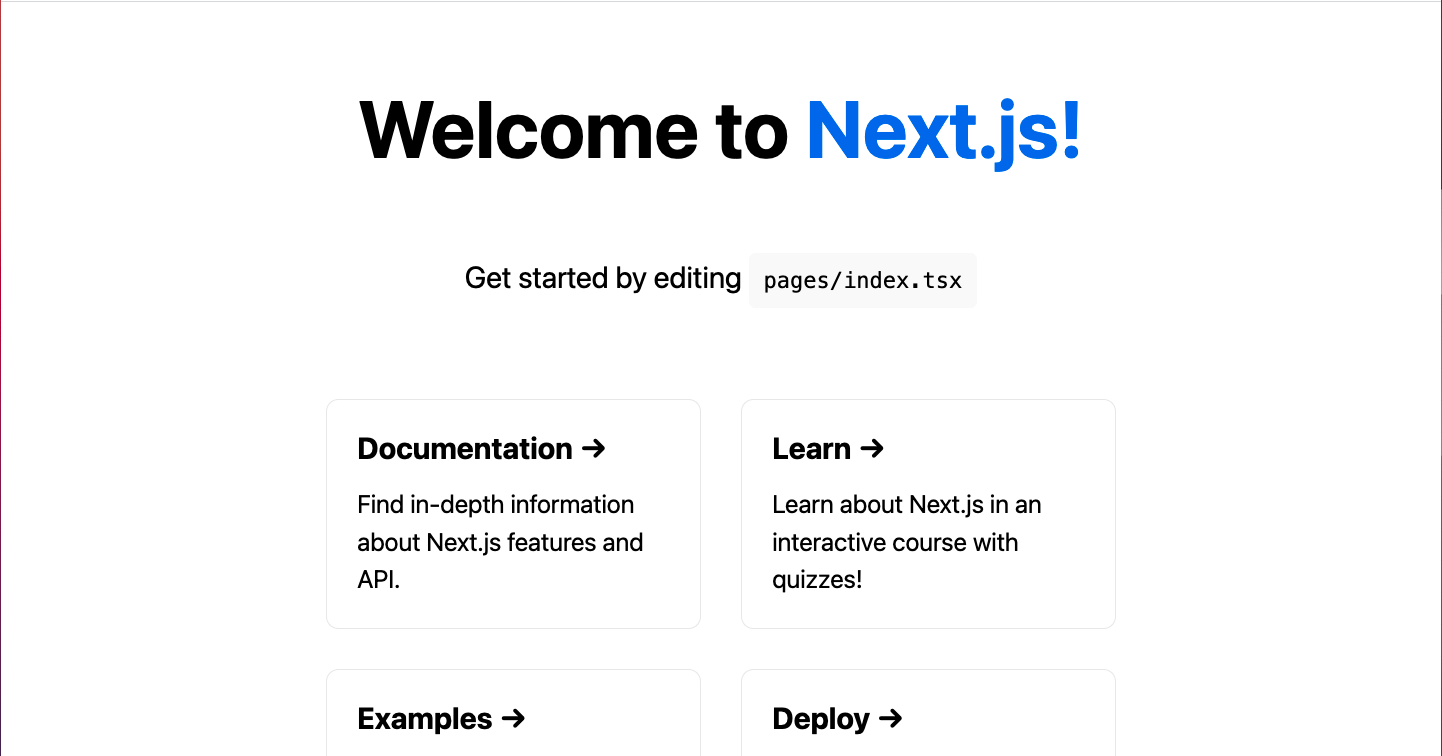 Welcome to Next.js!
Get started by editing pages/index.tsx
Documentation →
Find in-depth information
about Next.js features and
API.
Learn →
Learn about Next.js in an
interactive course with
quizzes!
Examples →
Deploy →